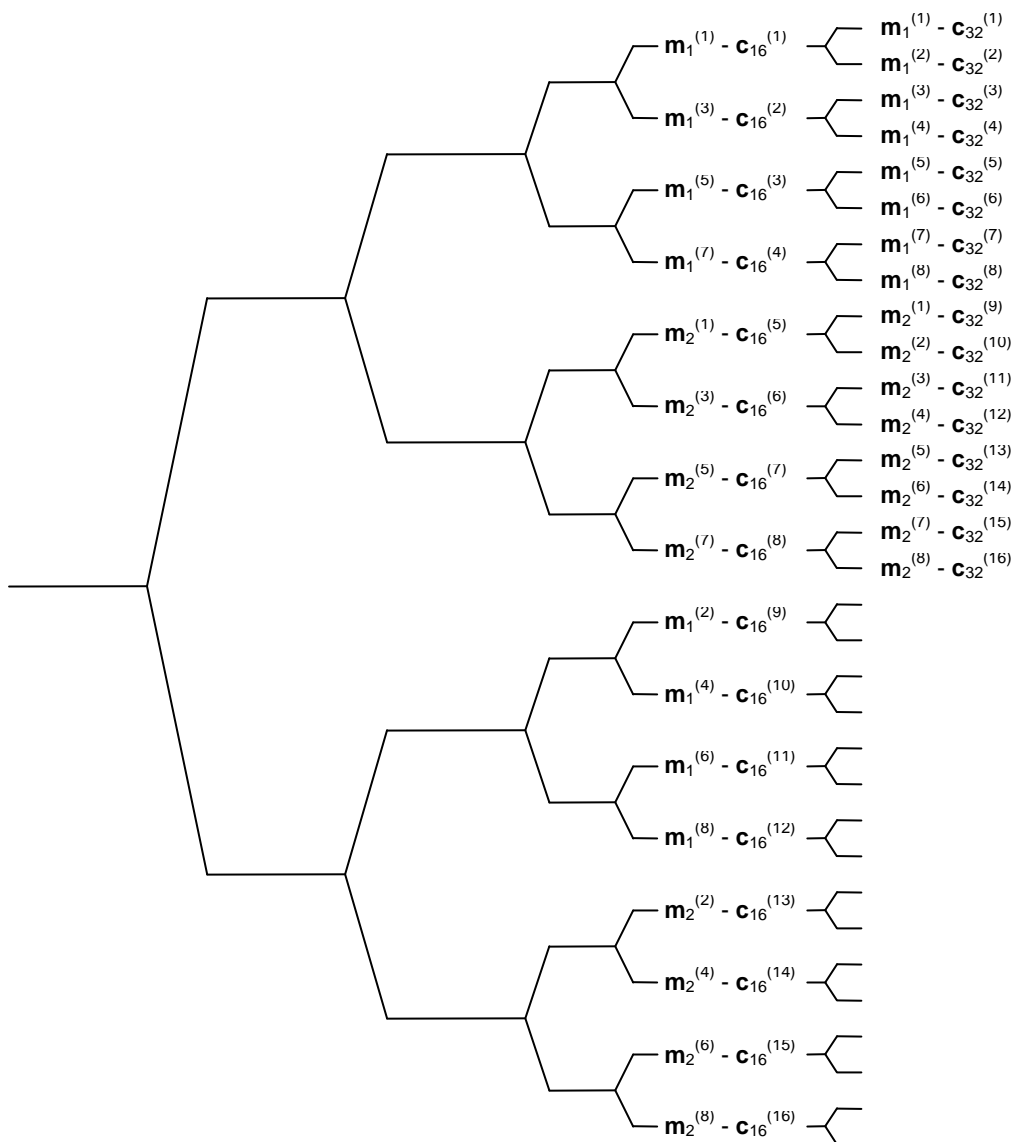 m₁⁽¹⁾ - c₃₂⁽¹⁾
m₁⁽¹⁾ - c₁₆⁽¹⁾
m₁⁽²⁾ - c₃₂⁽²⁾
m₁⁽³⁾ - c₃₂⁽³⁾
m₁⁽³⁾ - c₁₆⁽²⁾
m₁⁽⁴⁾ - c₃₂⁽⁴⁾
m₁⁽⁵⁾ - c₃₂⁽⁵⁾
m₁⁽⁵⁾ - c₁₆⁽³⁾
m₁⁽⁶⁾ - c₃₂⁽⁶⁾
m₁⁽⁷⁾ - c₃₂⁽⁷⁾
m₁⁽⁷⁾ - c₁₆⁽⁴⁾
m₁⁽⁸⁾ - c₃₂⁽⁸⁾
m₂⁽¹⁾ - c₃₂⁽⁹⁾
m₂⁽¹⁾ - c₁₆⁽⁵⁾
m₂⁽²⁾ - c₃₂⁽¹⁰⁾
m₂⁽³⁾ - c₃₂⁽¹¹⁾
m₂⁽³⁾ - c₁₆⁽⁶⁾
m₂⁽⁴⁾ - c₃₂⁽¹²⁾
m₂⁽⁵⁾ - c₃₂⁽¹³⁾
m₂⁽⁵⁾ - c₁₆⁽⁷⁾
m₂⁽⁶⁾ - c₃₂⁽¹⁴⁾
m₂⁽⁷⁾ - c₃₂⁽¹⁵⁾
m₂⁽⁷⁾ - c₁₆⁽⁸⁾
m₂⁽⁸⁾ - c₃₂⁽¹⁶⁾
m₁⁽²⁾ - c₁₆⁽⁹⁾
m₁⁽⁴⁾ - c₁₆⁽¹⁰⁾
m₁⁽⁶⁾ - c₁₆⁽¹¹⁾
m₁⁽⁸⁾ - c₁₆⁽¹²⁾
m₂⁽²⁾ - c₁₆⁽¹³⁾
m₂⁽⁴⁾ - c₁₆⁽¹⁴⁾
m₂⁽⁶⁾ - c₁₆⁽¹⁵⁾
m₂⁽⁸⁾ - c₁₆⁽¹⁶⁾